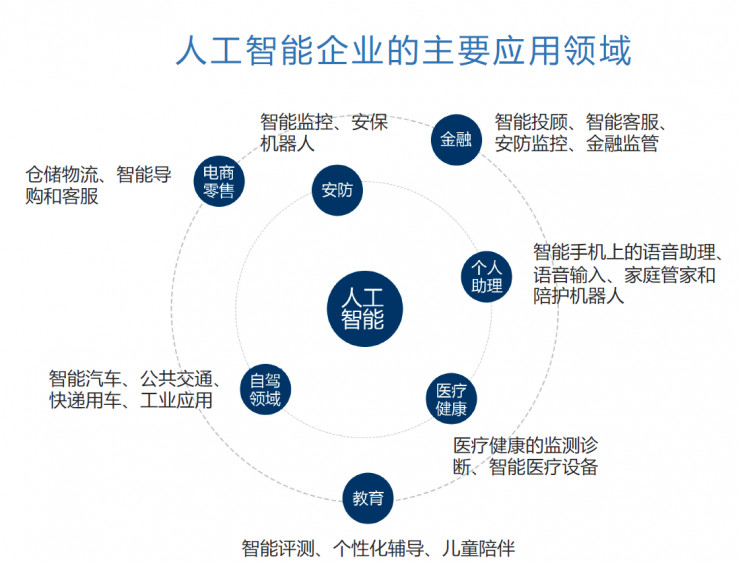 人工智能企业的主要应用领域
智能监控、安保
机器人
安防
金融
智能投顾、智能客服、
安防监控、金融监管
仓储物流、智能导
购和客服
电商
零售
个人
助理
智能手机上的语音助理、
语音输入、家庭管家和
陪护机器人
人工
智能
智能汽车、公共交通、
快递用车、工业应用
自驾
领域
医疗
健康
医疗健康的监测诊
断、智能医疗设备
教育
智能评测、个性化辅导、儿童陪伴